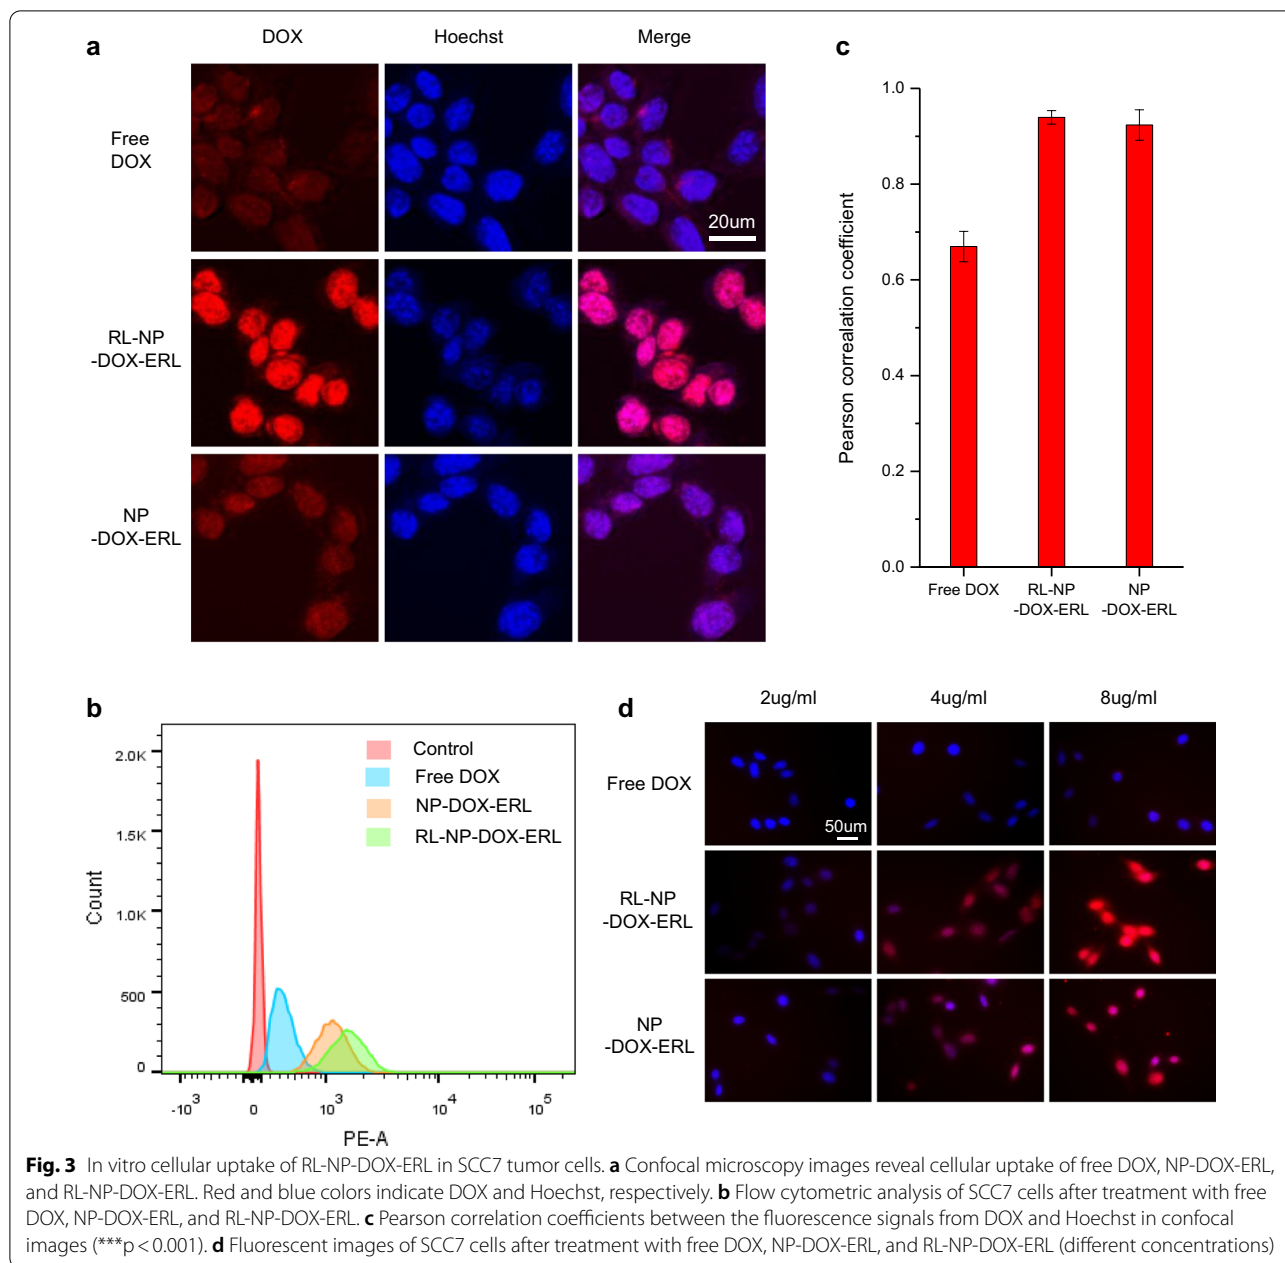 a
DOX
Hoechst
Merge
Free
DOX
20um
RL-NP
-DOX-ERL
NP
-DOX-ERL
c
1.0
0.8
0.6
0.4
0.2
0.0
Pearson correalation coefficient
Free DOX
RL-NP
-DOX-ERL
NP
-DOX-ERL
b
2.0K
1.5K
1.0K
500
0
Count
Control
Free DOX
NP-DOX-ERL
RL-NP-DOX-ERL
-10³ 0 10³ 10⁴ 10⁵
PE-A
d
2ug/ml
4ug/ml
8ug/ml
Free DOX
50um
RL-NP
-DOX-ERL
NP
-DOX-ERL
Fig. 3 In vitro cellular uptake of RL-NP-DOX-ERL in SCC7 tumor cells. a Confocal microscopy images reveal cellular uptake of free DOX, NP-DOX-ERL,
and RL-NP-DOX-ERL. Red and blue colors indicate DOX and Hoechst, respectively. b Flow cytometric analysis of SCC7 cells after treatment with free
DOX, NP-DOX-ERL, and RL-NP-DOX-ERL. c Pearson correlation coefficients between the fluorescence signals from DOX and Hoechst in confocal
images (***p < 0.001). d Fluorescent images of SCC7 cells after treatment with free DOX, NP-DOX-ERL, and RL-NP-DOX-ERL (different concentrations)